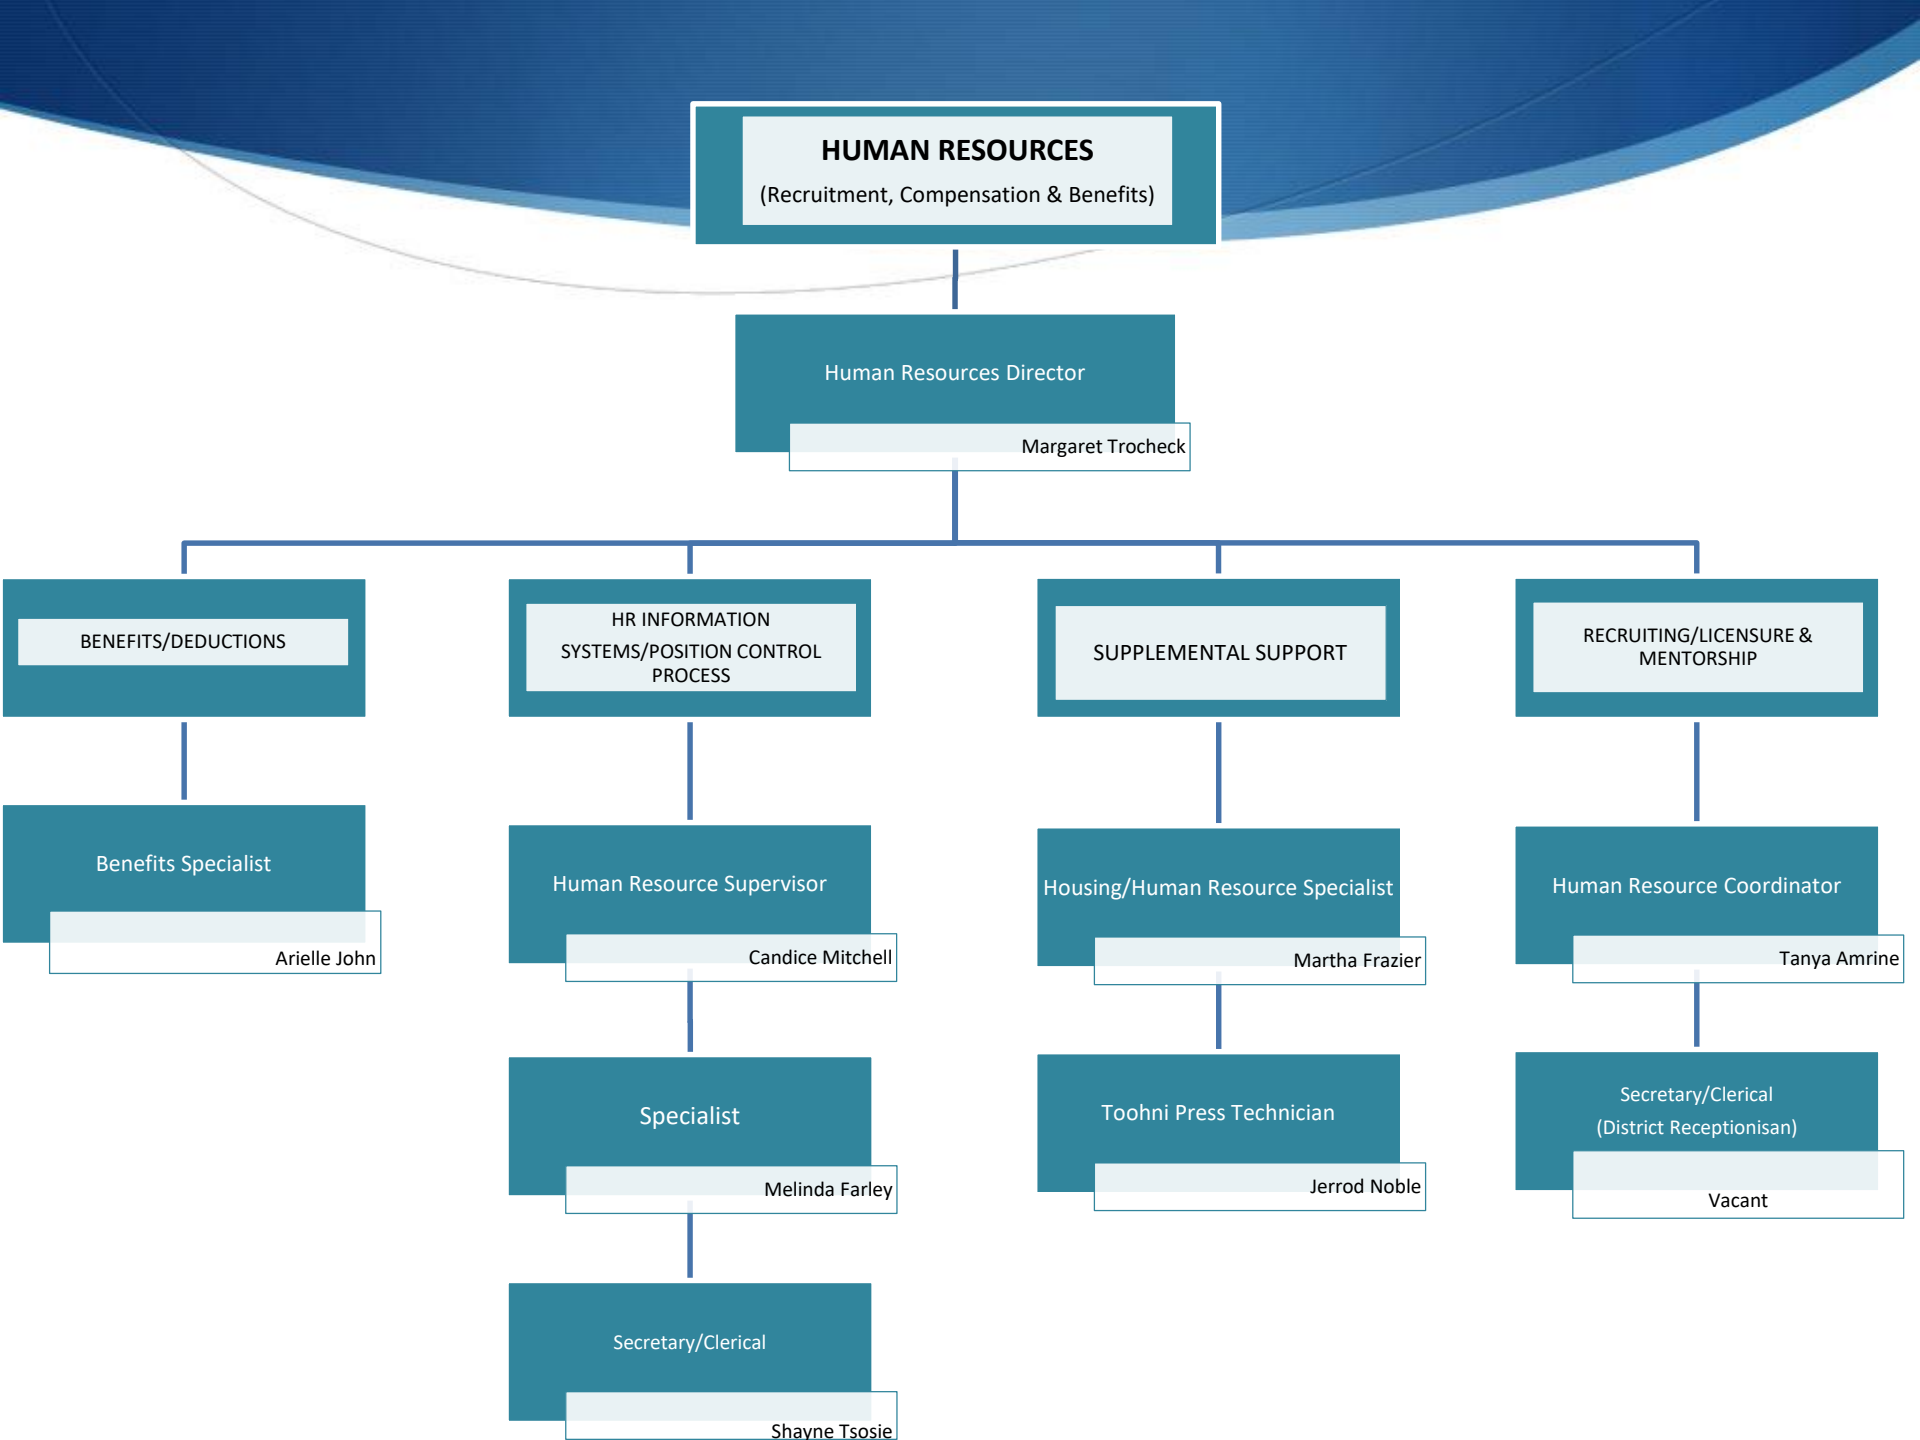 HUMAN RESOURCES
(Recruitment, Compensation & Benefits)
Human Resources Director
Margaret Trocheck
BENEFITS/DEDUCTIONS
Benefits Specialist
Arielle John
HR INFORMATION
SYSTEMS/POSITION CONTROL
PROCESS
Human Resource Supervisor
Candice Mitchell
Specialist
Melinda Farley
Secretary/Clerical
Shayne Tsosie
SUPPLEMENTAL SUPPORT
Housing/Human Resource Specialist
Martha Frazier
Toohni Press Technician
Jerrod Noble
RECRUITING/LICENSURE &
MENTORSHIP
Human Resource Coordinator
Tanya Amrine
Secretary/Clerical
(District Receptionisan)
Vacant